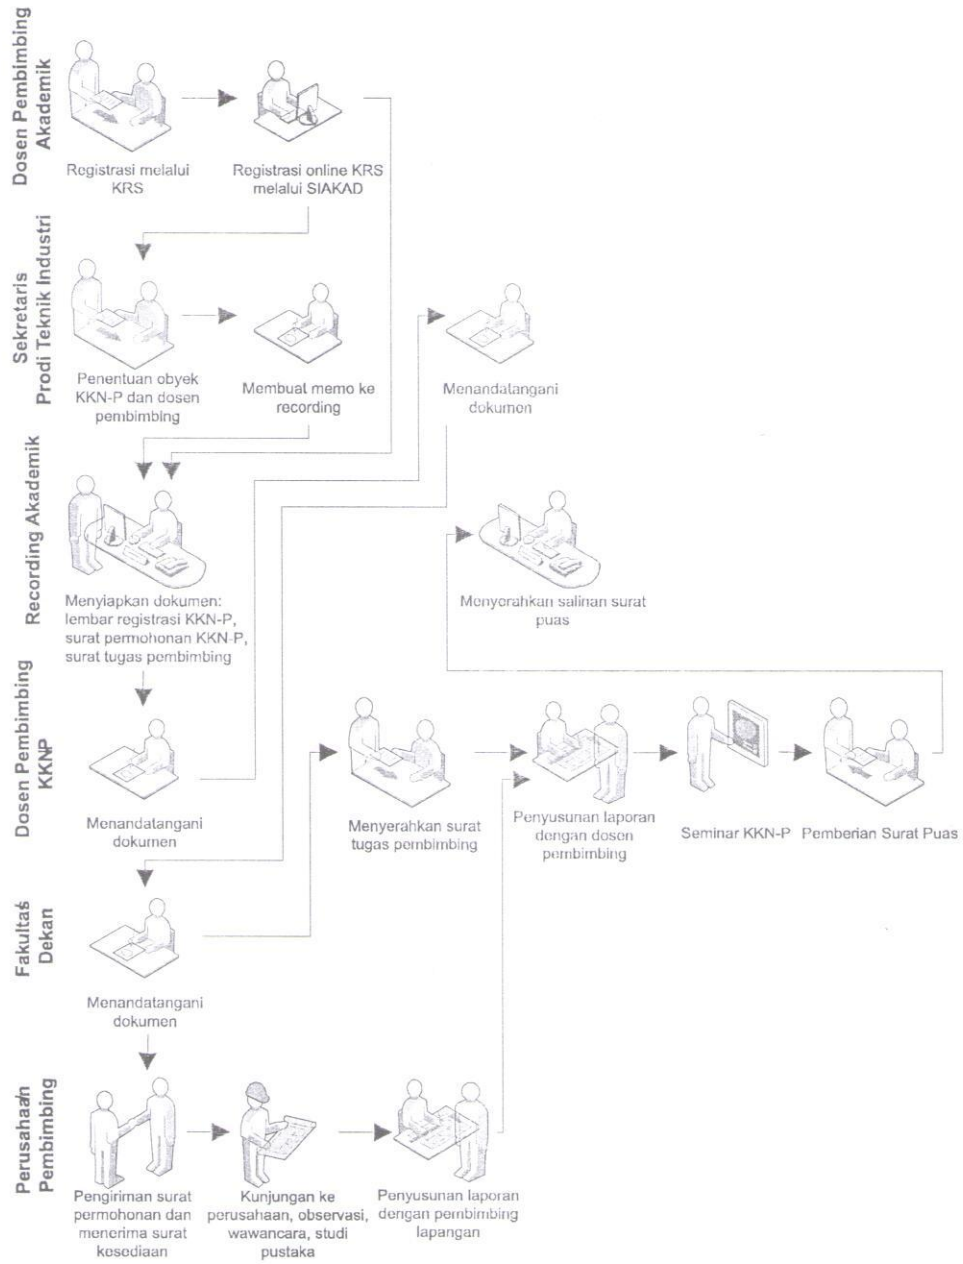 Dosen Pembimbing
Akademik
Registrasi melalui
KRS
Registrasi online KRS
melalui SIAKAD
Sekretaris
Prodi Teknik Industri
Penentuan obyek
KKN-P dan dosen
pembimbing
Membuat memo ke
recording
Menandatangani
dokumen
Recording Akademik
Menyiapkan dokumen:
lembar registrasi KKN-P,
surat permohonan KKN-P,
surat tugas pembimbing
Menyerahkan salinan surat
puas
Dosen Pembimbing
KKNP
Menandatangani
dokumen
Menyerahkan surat
tugas pembimbing
Penyusunan laporan
dengan dosen
pembimbing
Seminar KKN-P
Pemberian Surat Puas
Fakultas
Dekan
Menandatangani
dokumen
Perusahaan
Pembimbing
Pengiriman surat
permohonan dan
menerima surat
kesediaan
Kunjungan ke
perusahaan, observasi,
wawancara, studi
pustaka
Penyusunan laporan
dengan pembimbing
lapangan